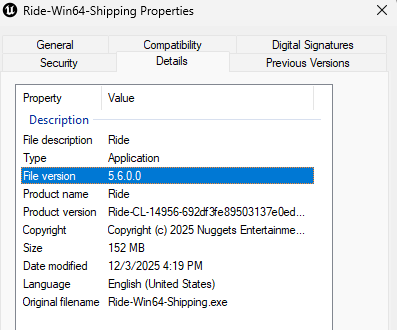 Ride-Win64-Shipping Properties
General Compatibility Digital Signatures
Security Details Previous Versions
Property Value
Description
File description Ride
Type Application
File version 5.6.0.0
Product name Ride
Product version Ride-CL-14956-692df3fe89503137e0ed...
Copyright Copyright (c) 2025 Nuggets Entertainme...
Size 152 MB
Date modified 12/3/2025 4:19 PM
Language English (United States)
Original filename Ride-Win64-Shipping.exe